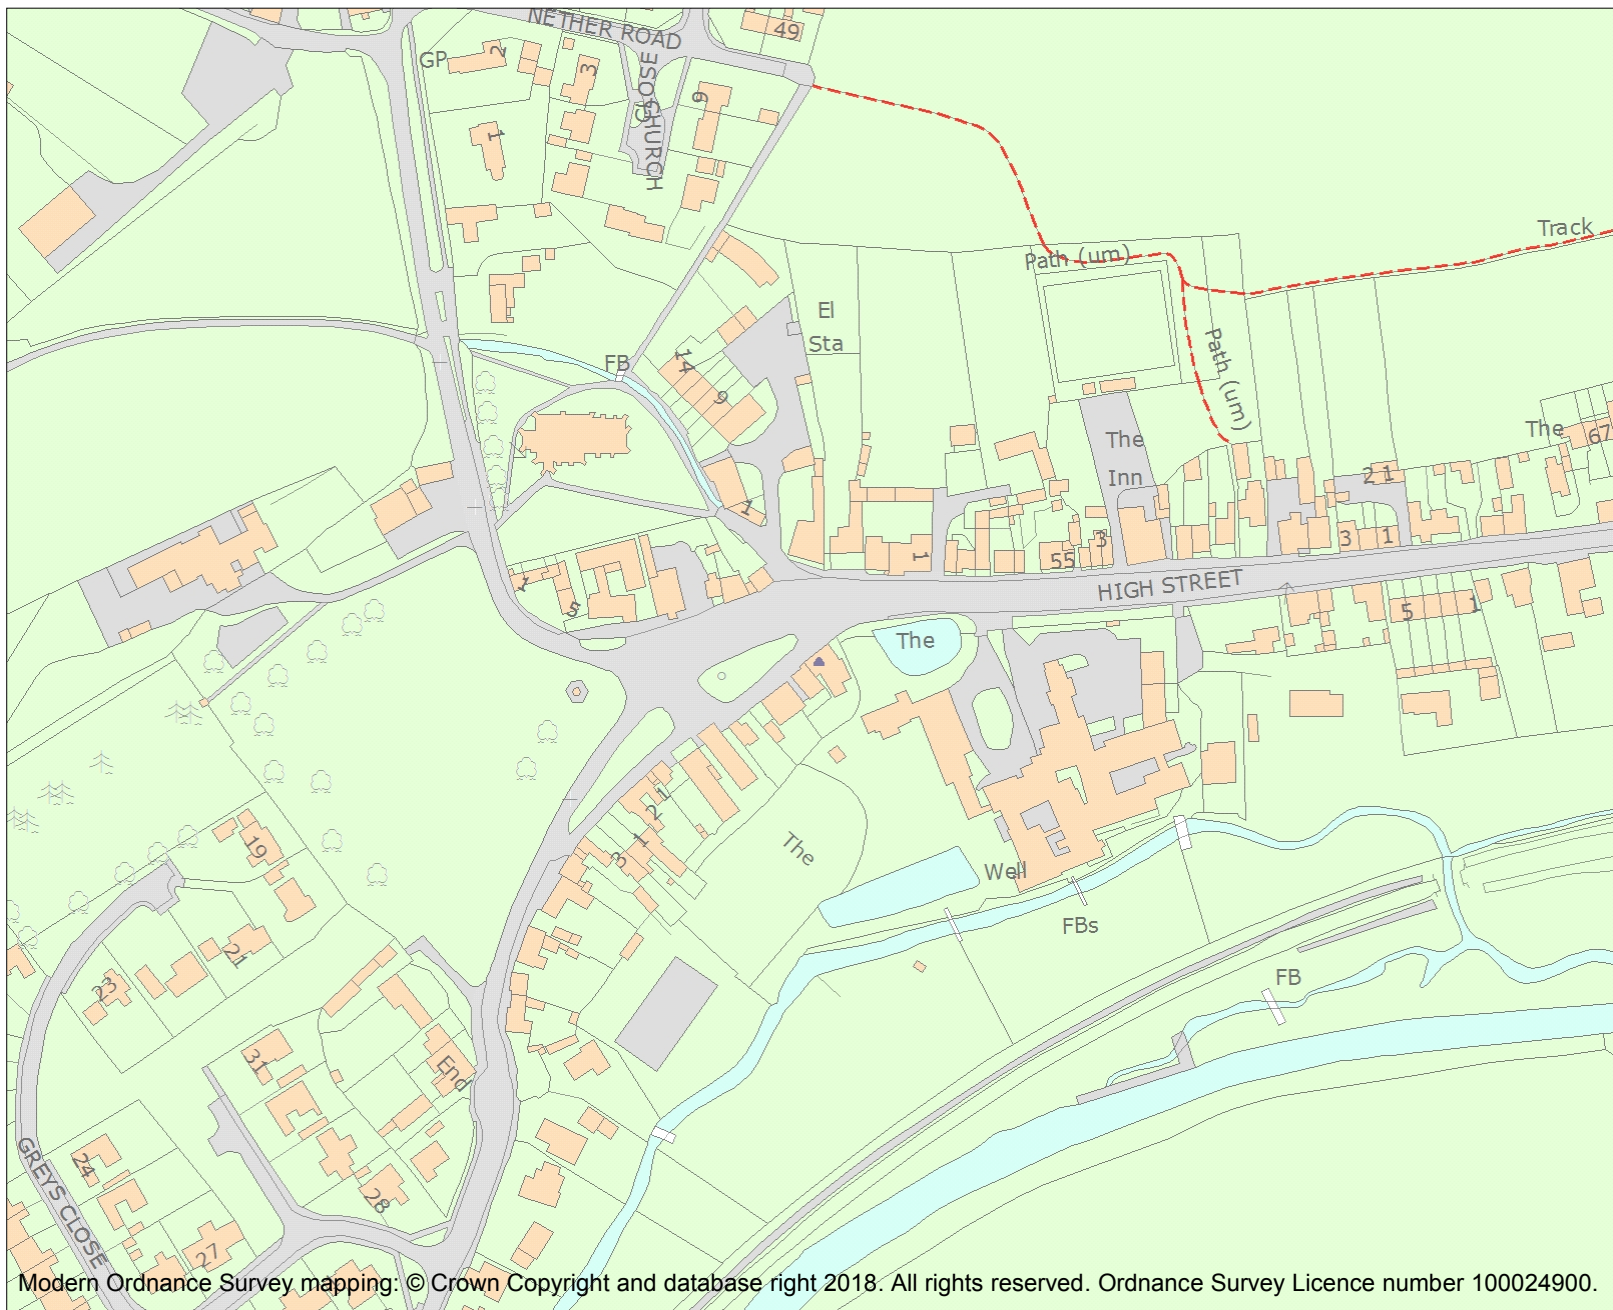 NETHER ROAD
49
GP
2
3
CHURCH
CLOSE
9
1
Track
Path (um)
El
Sta
FB
14
9
Path (um)
The
Inn
The
67
2 1
1
1
55
3
3
1
HIGH STREET
1
5
5
1
The
2 1
1
3
The
Well
FBs
FB
19
21
23
31
End
24
28
27
GREYS CLOSE
Modern Ordnance Survey mapping: © Crown Copyright and database right 2018. All rights reserved. Ordnance Survey Licence number 100024900.